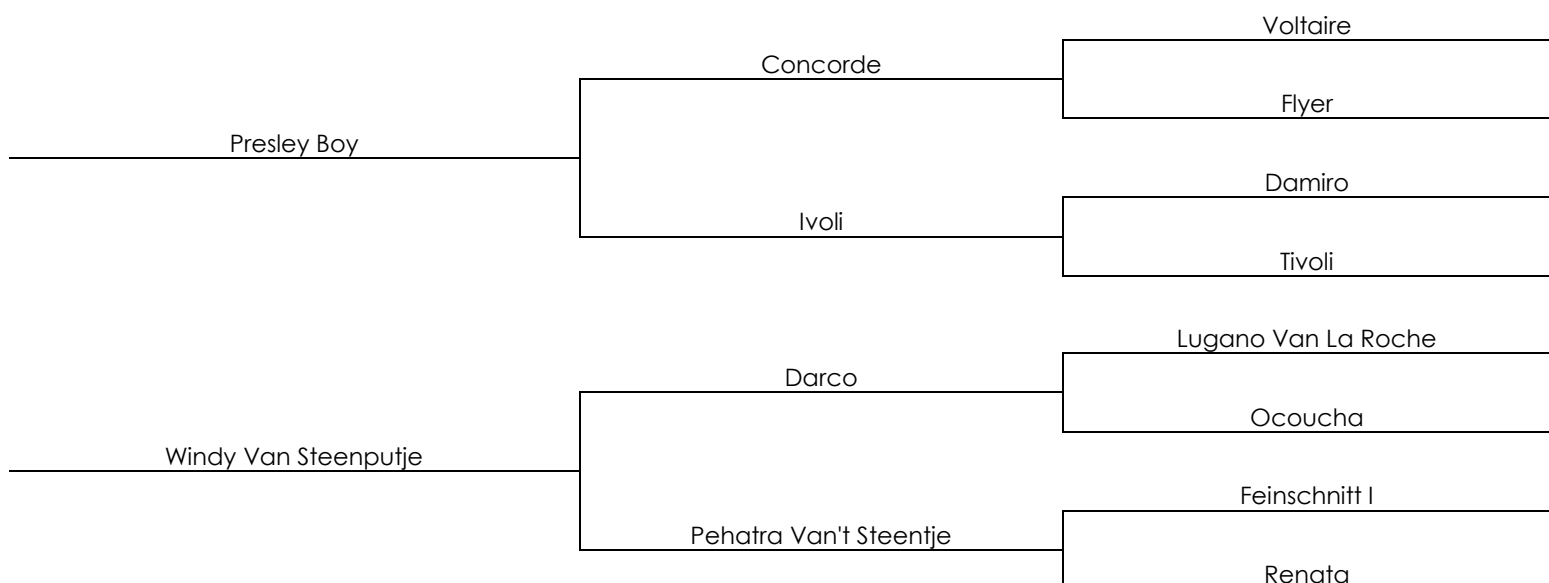 Voltaire
Concorde
Flyer
Presley Boy
Damiro
Ivoli
Tivoli
Lugano Van La Roche
Darco
Ocoucha
Windy Van Steenputje
Feinschnitt I
Pehatra Van't Steentje
Renata